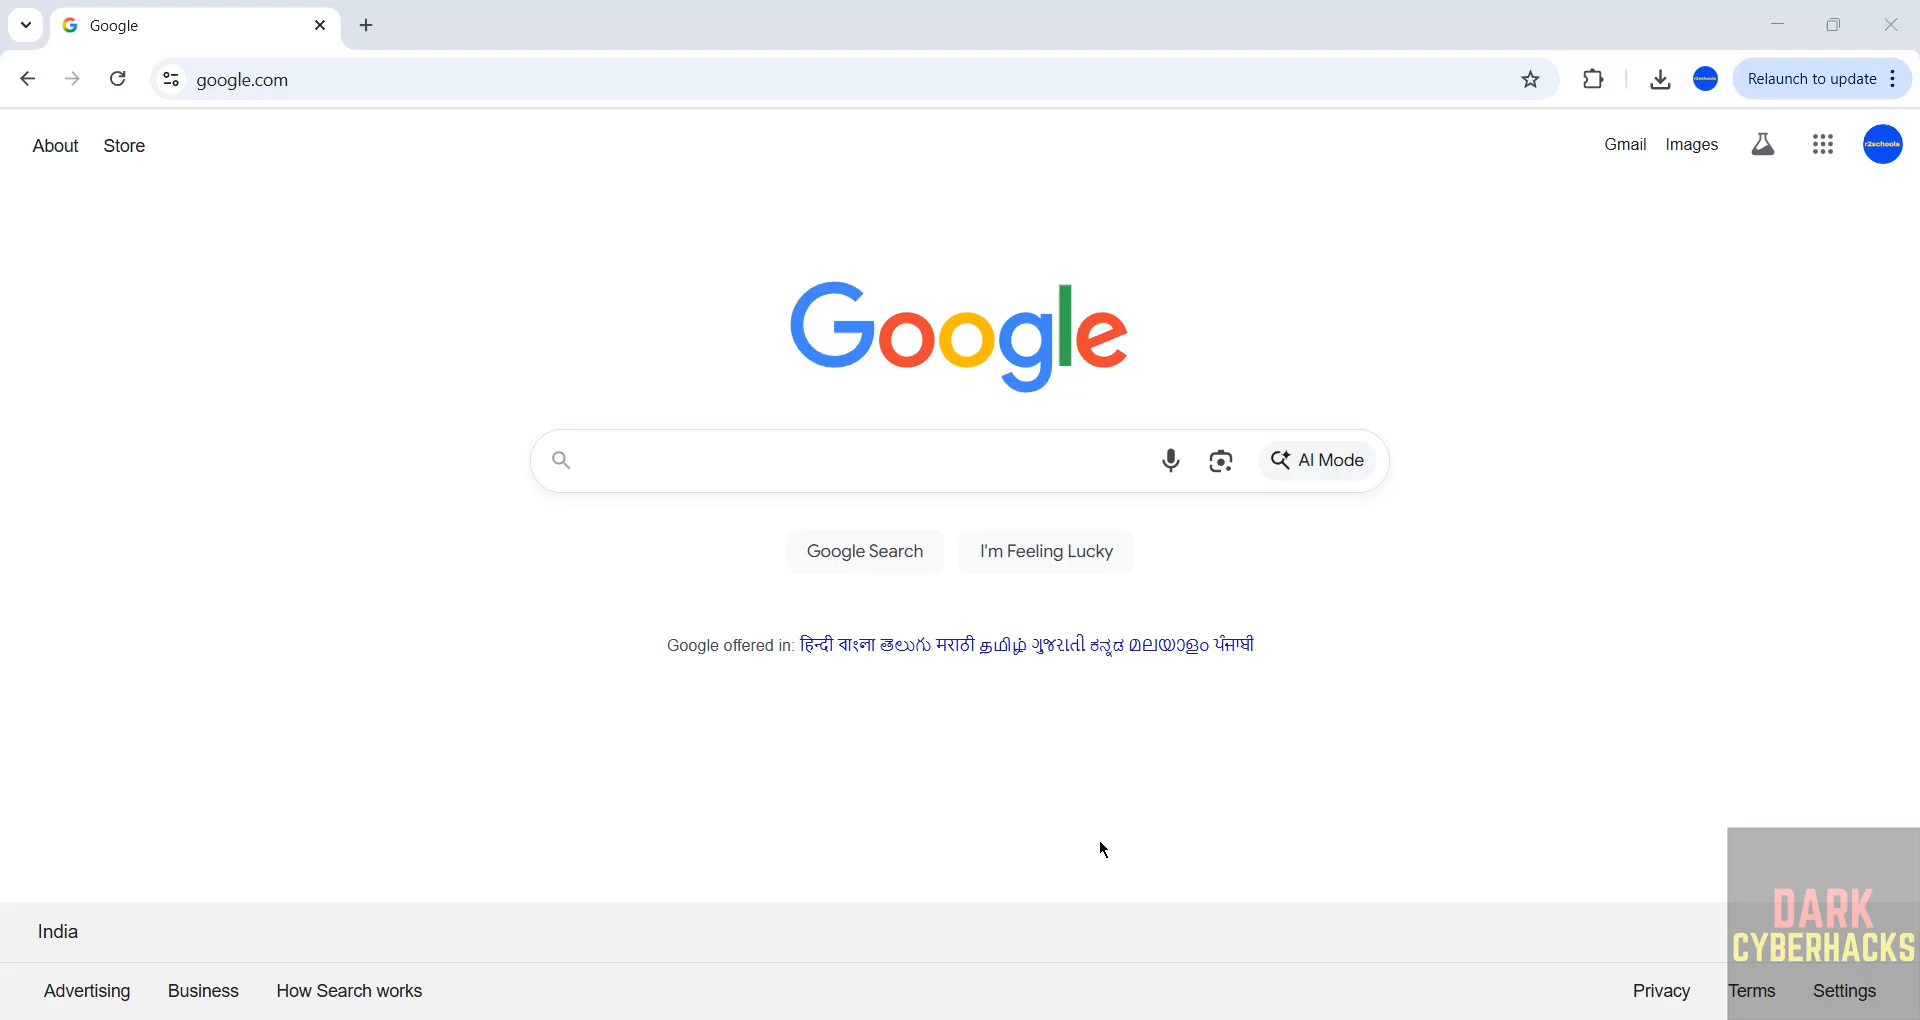 Google
google.com
Relaunch to update
About Store
Gmail Images
r2schools
Google
AI Mode
Google Search I'm Feeling Lucky
Google offered in: हिन्दी বাংলা తెలుగు मराठी தமிழ் ગુજરાતી ಕನ್ನಡ മലയാളം ਪੰਜਾਬੀ
India
DARK
CYBERHACKS
Advertising Business How Search works
Privacy Terms Settings